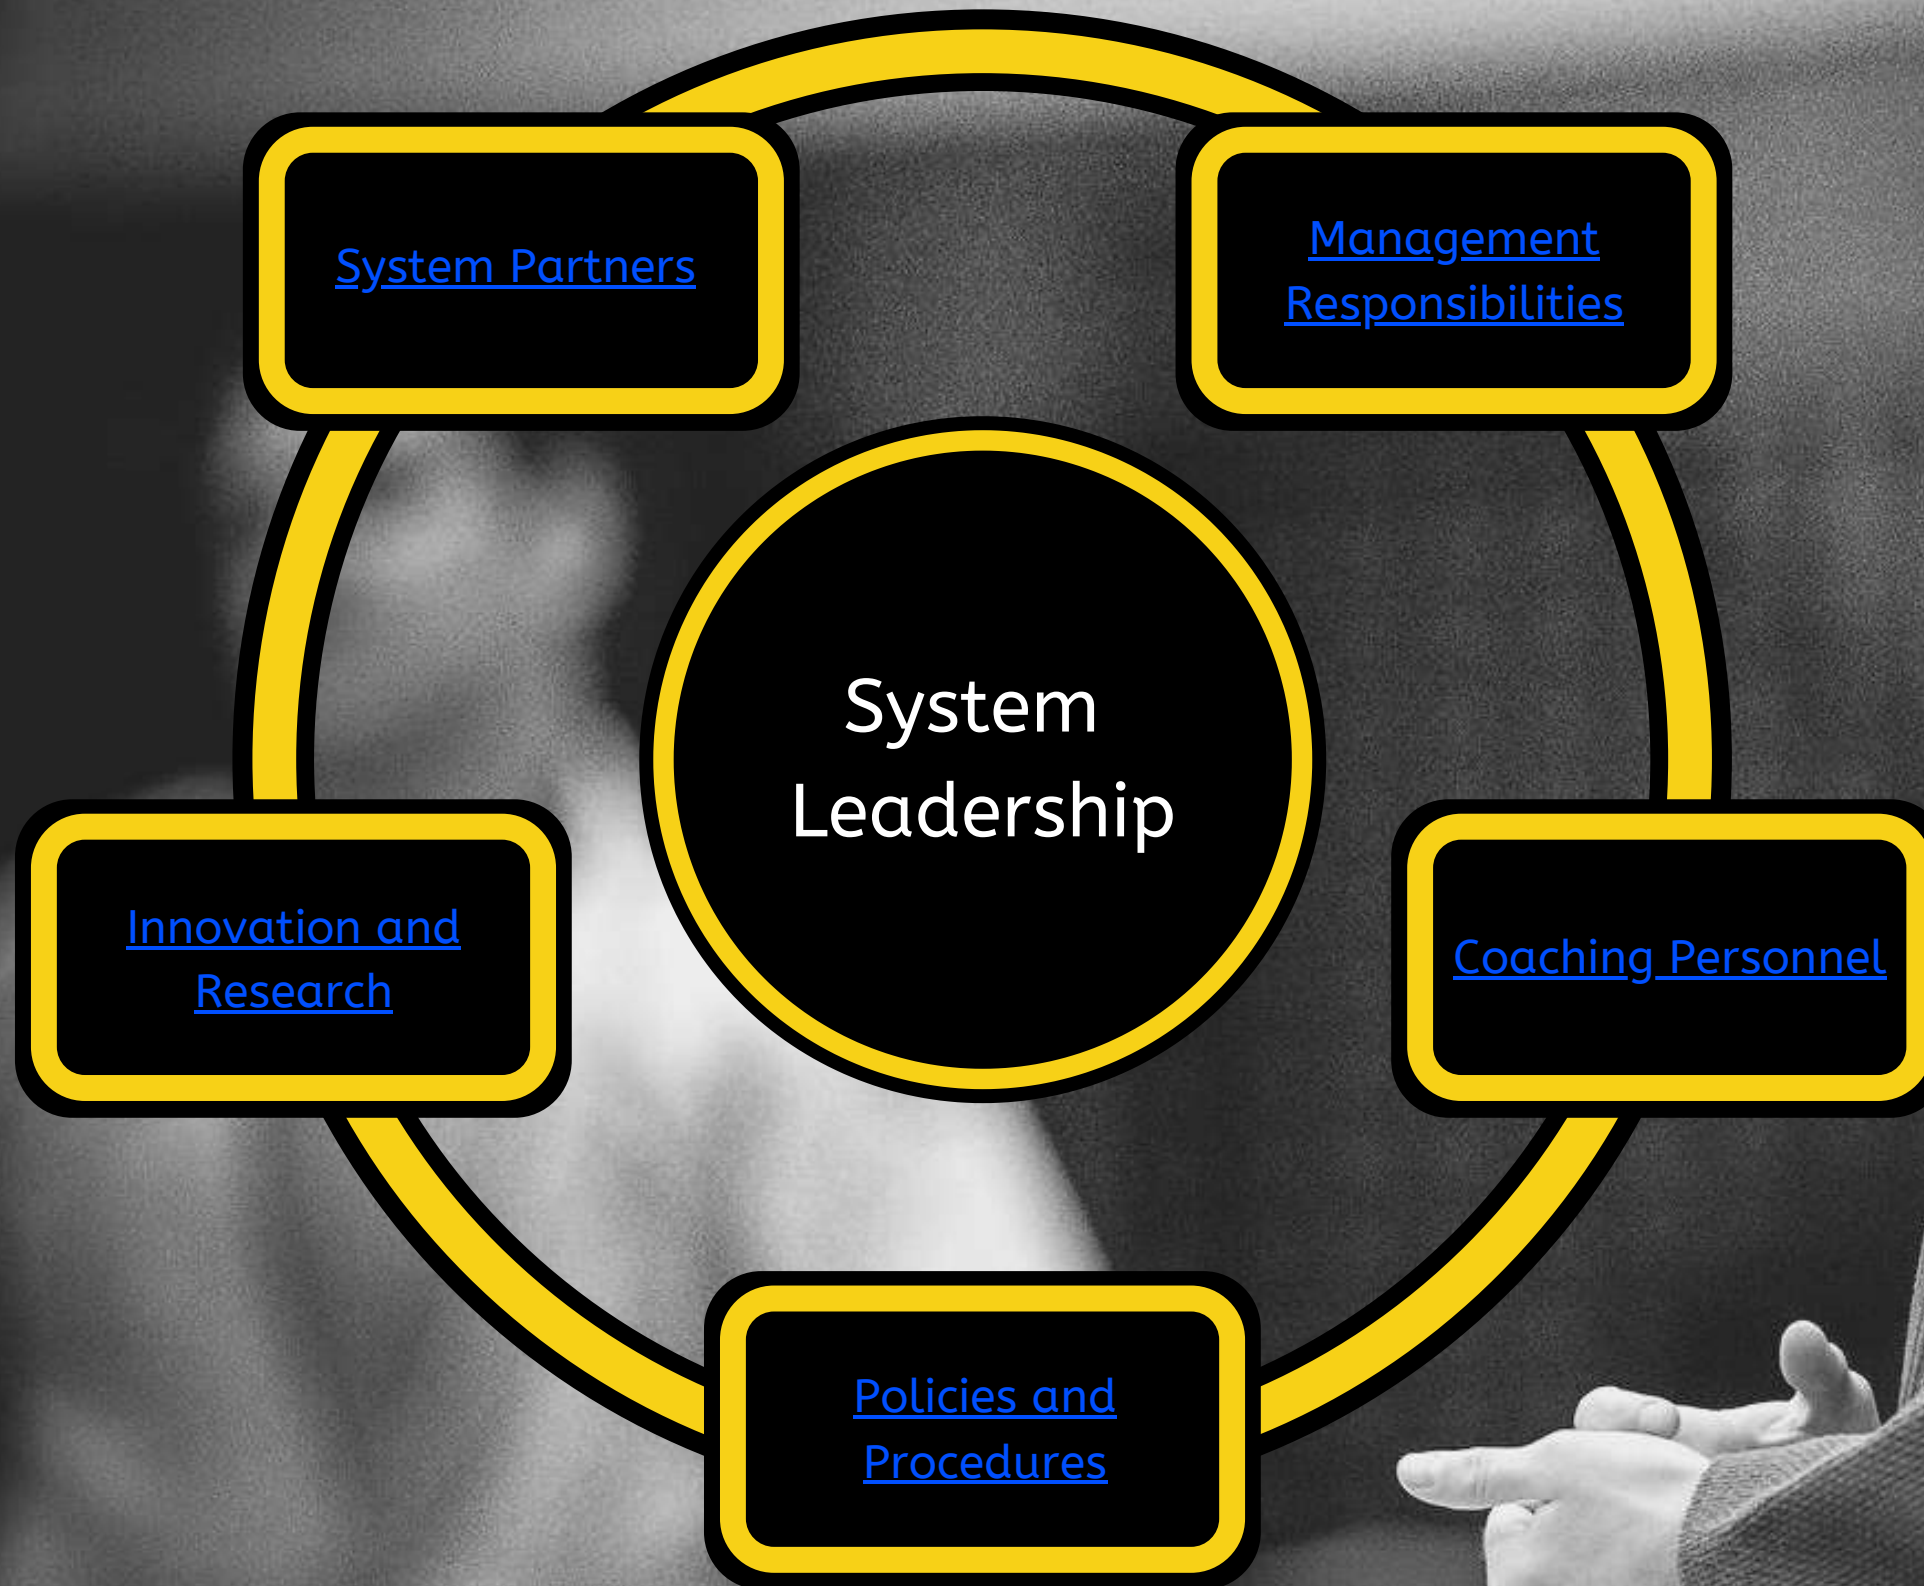 System Partners
Management
Responsibilities
System
Leadership
Innovation and
Research
Coaching Personnel
Policies and
Procedures